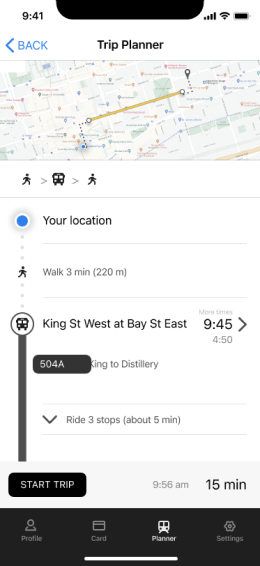 9:41
BACK
Trip Planner
> >
Your location
Walk 3 min (220 m)
More times
King St West at Bay St East
9:45
4:50
504A King to Distillery
Ride 3 stops (about 5 min)
START TRIP
9:56 am
15 min
Profile
Card
Planner
Settings